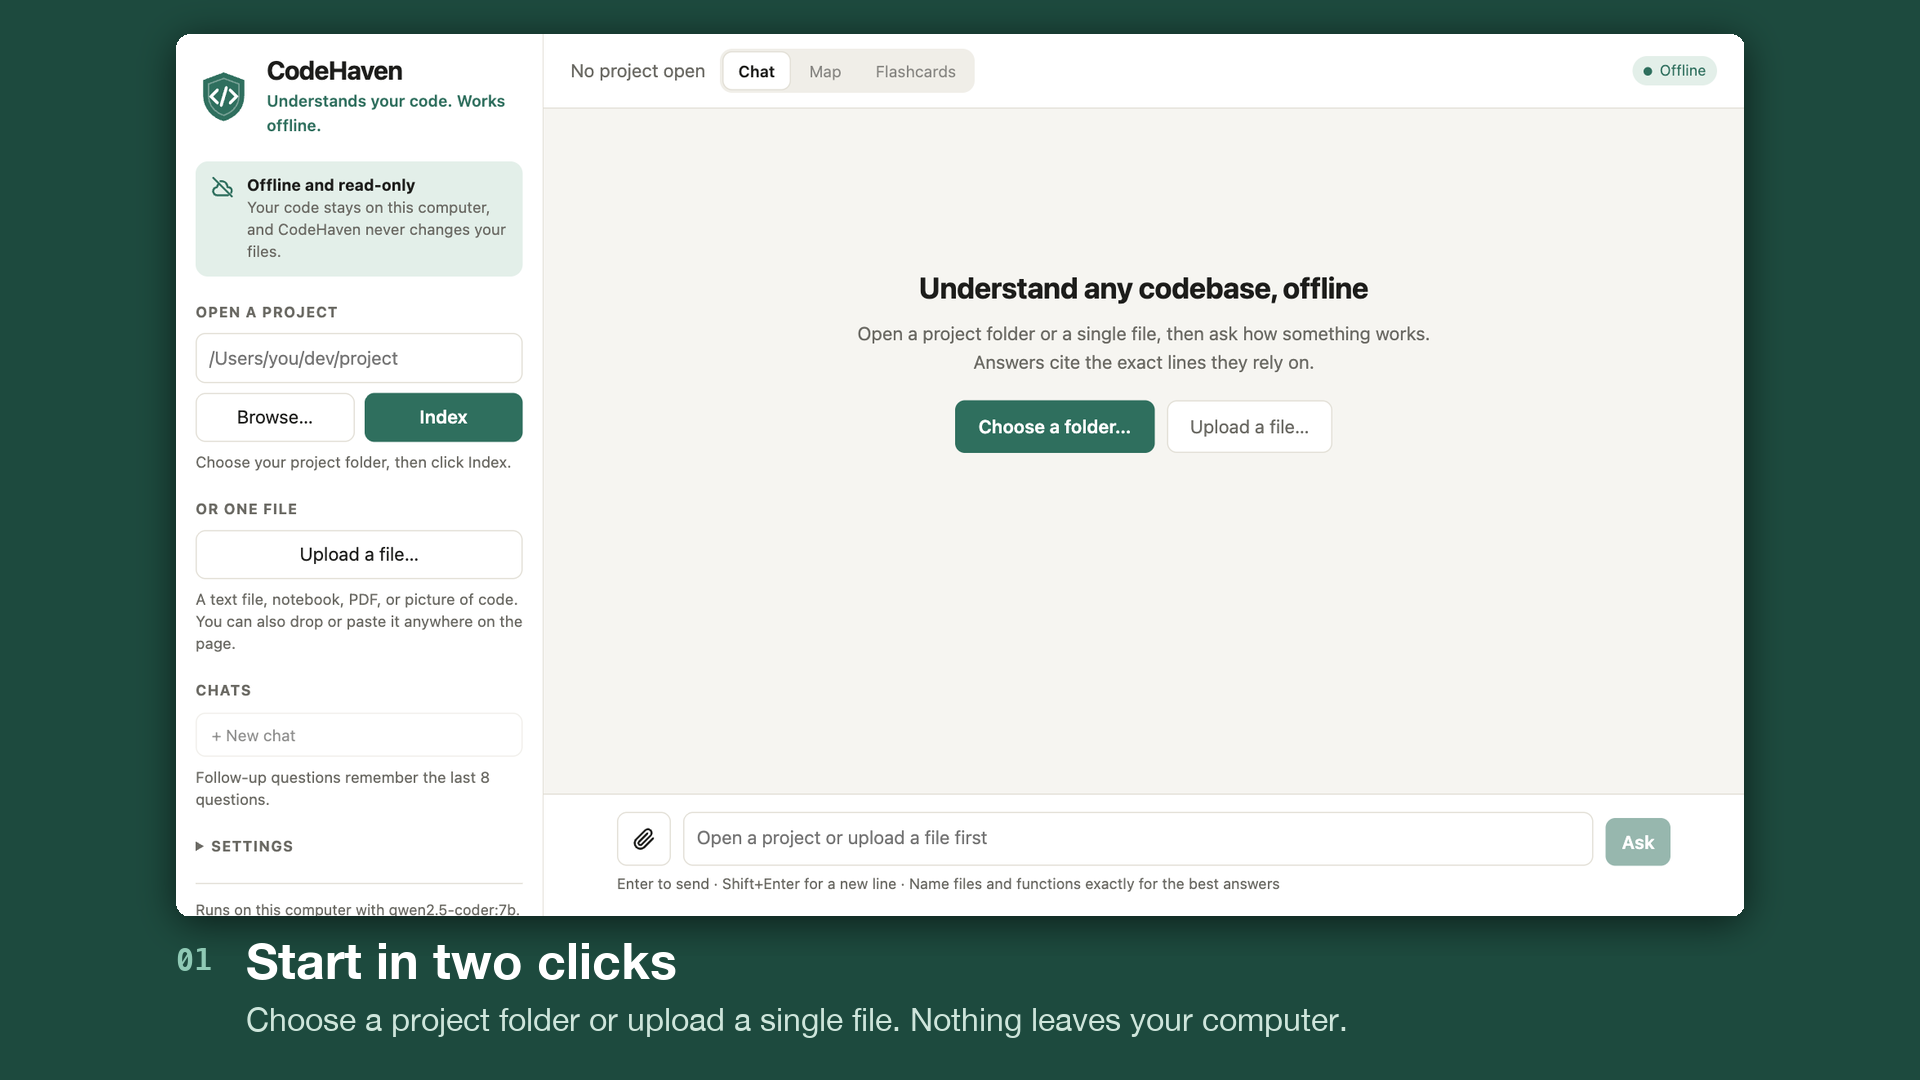 CodeHaven
Understands your code. Works
offline.
Offline and read-only
Your code stays on this computer,
and CodeHaven never changes your
files.
OPEN A PROJECT
/Users/you/dev/project
Browse...
Index
Choose your project folder, then click Index.
OR ONE FILE
Upload a file...
A text file, notebook, PDF, or picture of code.
You can also drop or paste it anywhere on the
page.
CHATS
+ New chat
Follow-up questions remember the last 8
questions.
SETTINGS
Runs on this computer with qwen2.5-coder:7b.
No project open
Chat
Map
Flashcards
Offline
Understand any codebase, offline
Open a project folder or a single file, then ask how something works.
Answers cite the exact lines they rely on.
Choose a folder...
Upload a file...
Open a project or upload a file first
Ask
Enter to send · Shift+Enter for a new line · Name files and functions exactly for the best answers
01
Start in two clicks
Choose a project folder or upload a single file. Nothing leaves your computer.